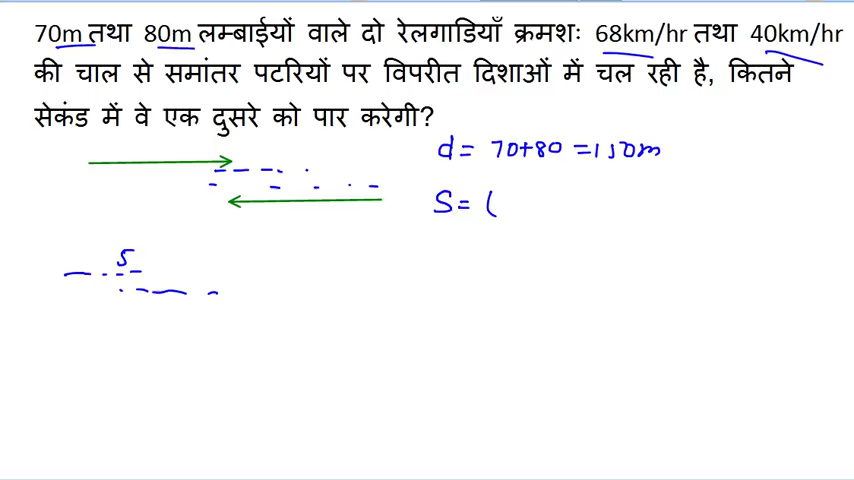 70m तथा 80m लम्बाईयों वाले दो रेलगाडियाँ क्रमशः 68km/hr तथा 40km/hr
की चाल से समांतर पटरियों पर विपरीत दिशाओं में चल रही है, कितने
सेकंड में वे एक दुसरे को पार करेगी?
d = 70+80 = 150m
S = (
S